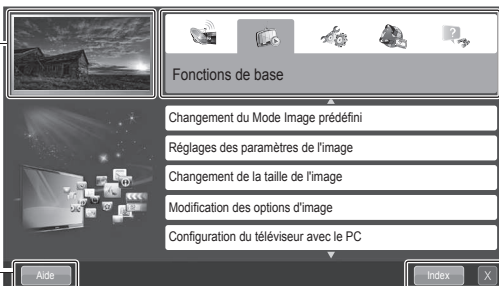 Fonctions de base
Changement du Mode Image prédéfini
Réglages des paramètres de l'image
Changement de la taille de l'image
Modification des options d'image
Configuration du téléviseur avec le PC
Aide
Index X